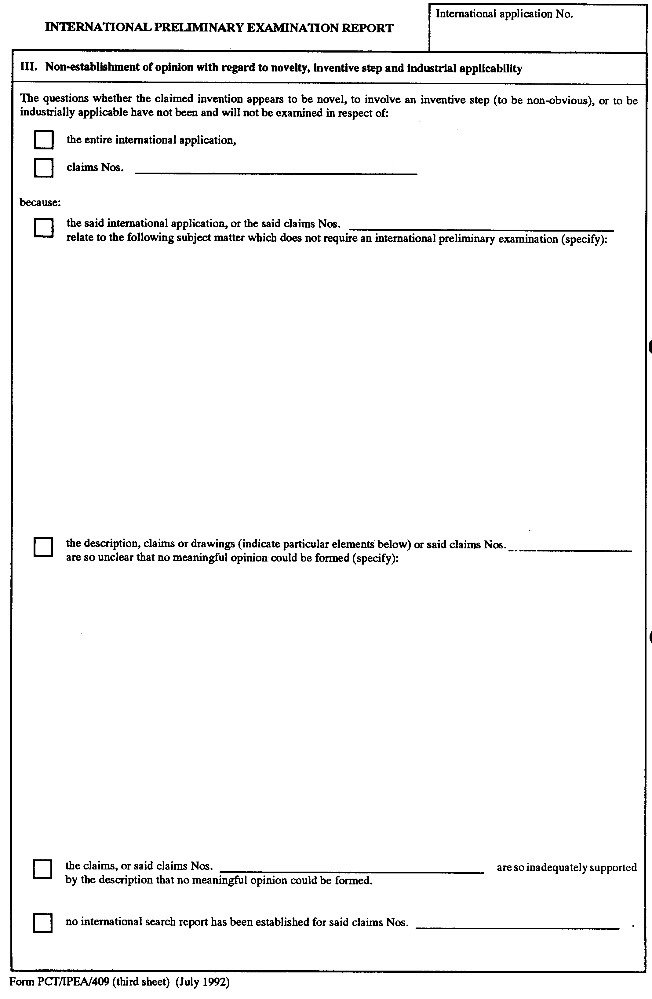 International application No.
INTERNATIONAL PRELIMINARY EXAMINATION REPORT
III. Non-establishment of opinion with regard to novelty, inventive step and industrial applicability
The questions whether the claimed invention appears to be novel, to involve an inventive step (to be non-obvious), or to be
industrially applicable have not been and will not be examined in respect of:
the entire international application,
claims Nos.
because:
the said international application, or the said claims Nos.
relate to the following subject matter which does not require an international preliminary examination (specify):
the description, claims or drawings (indicate particular elements below) or said claims Nos.
are so unclear that no meaningful opinion could be formed (specify):
the claims, or said claims Nos. are so inadequately supported
by the description that no meaningful opinion could be formed.
no international search report has been established for said claims Nos. .
Form PCT/IPEA/409 (third sheet) (July 1992)